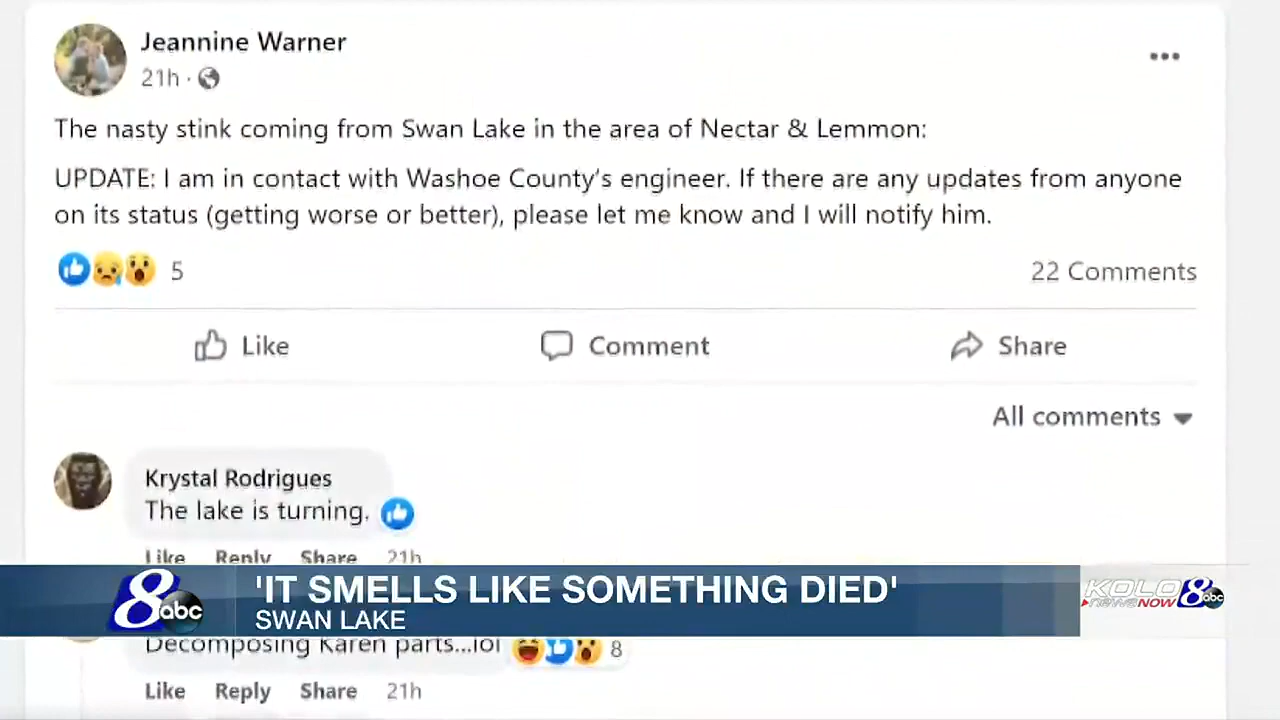 Jeannine Warner
21h ·
The nasty stink coming from Swan Lake in the area of Nectar & Lemmon:
UPDATE: I am in contact with Washoe County's engineer. If there are any updates from anyone
on its status (getting worse or better), please let me know and I will notify him.
5
22 Comments
Like Comment Share
All comments
Krystal Rodrigues
The lake is turning.
Like Reply Share 21h
8 abc
'IT SMELLS LIKE SOMETHING DIED'
SWAN LAKE
KOLO 8 abc
NEWS NOW
Decomposing Karen parts...lol 8
Like Reply Share 21h